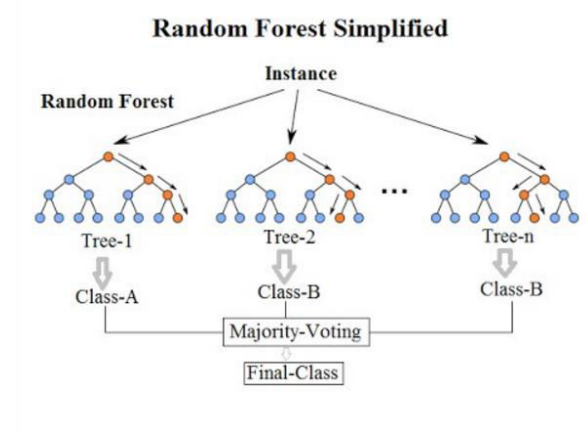 Random Forest Simplified
Instance
Random Forest
...
Tree-1 Tree-2 Tree-n
Class-A Class-B Class-B
Majority-Voting
Final-Class